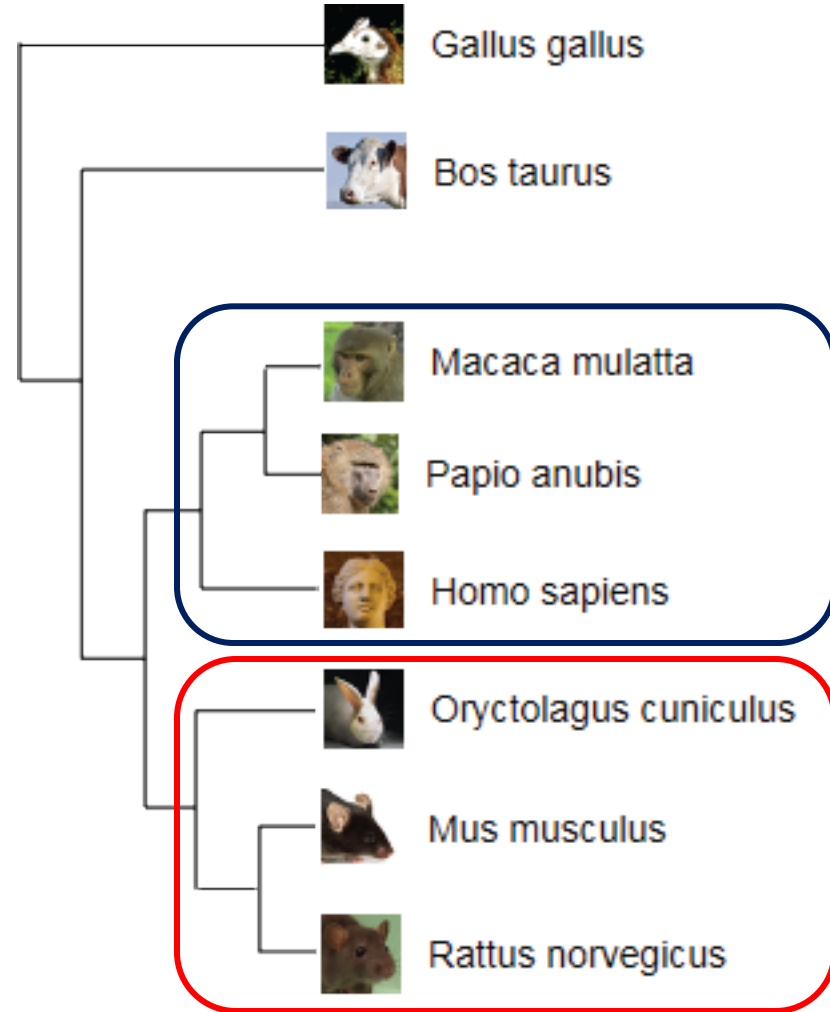 Gallus gallus
Bos taurus
Macaca mulatta
Papio anubis
Homo sapiens
Oryctolagus cuniculus
Mus musculus
Rattus norvegicus